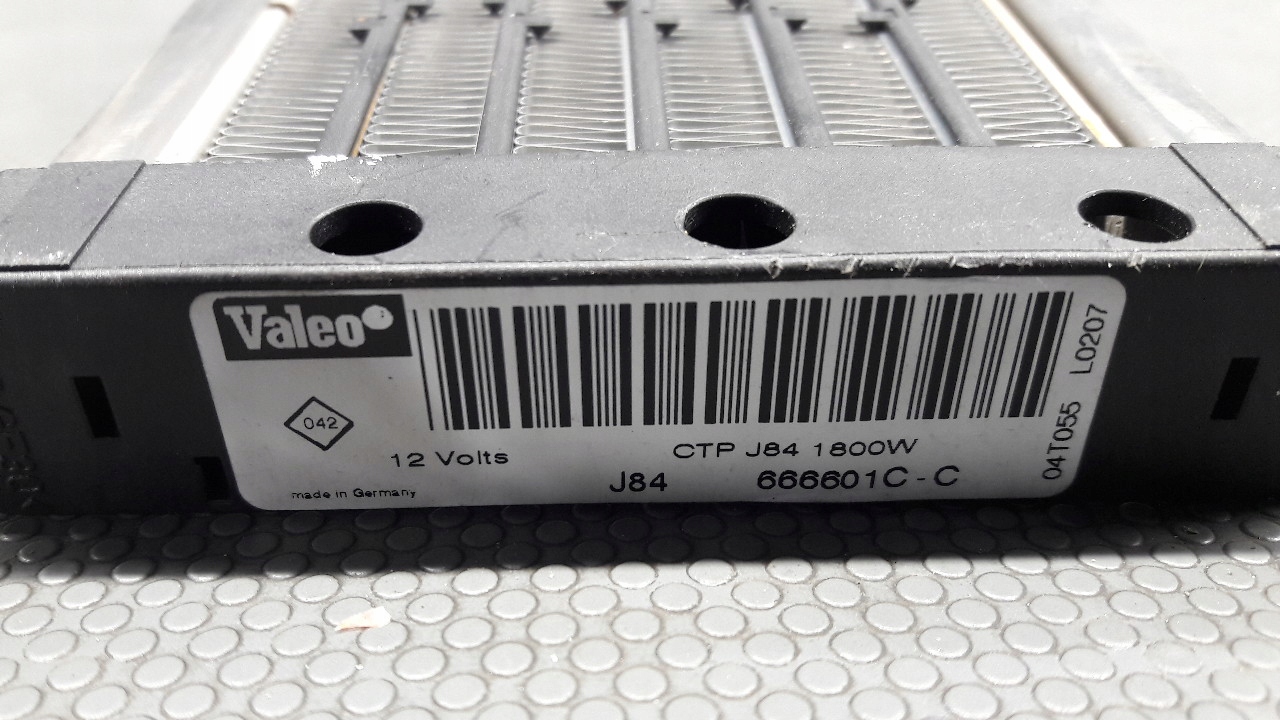 Valeo
042
12 Volts
made in Germany
CTP J84 1800W
J84 666601C - C
04T055 L0207